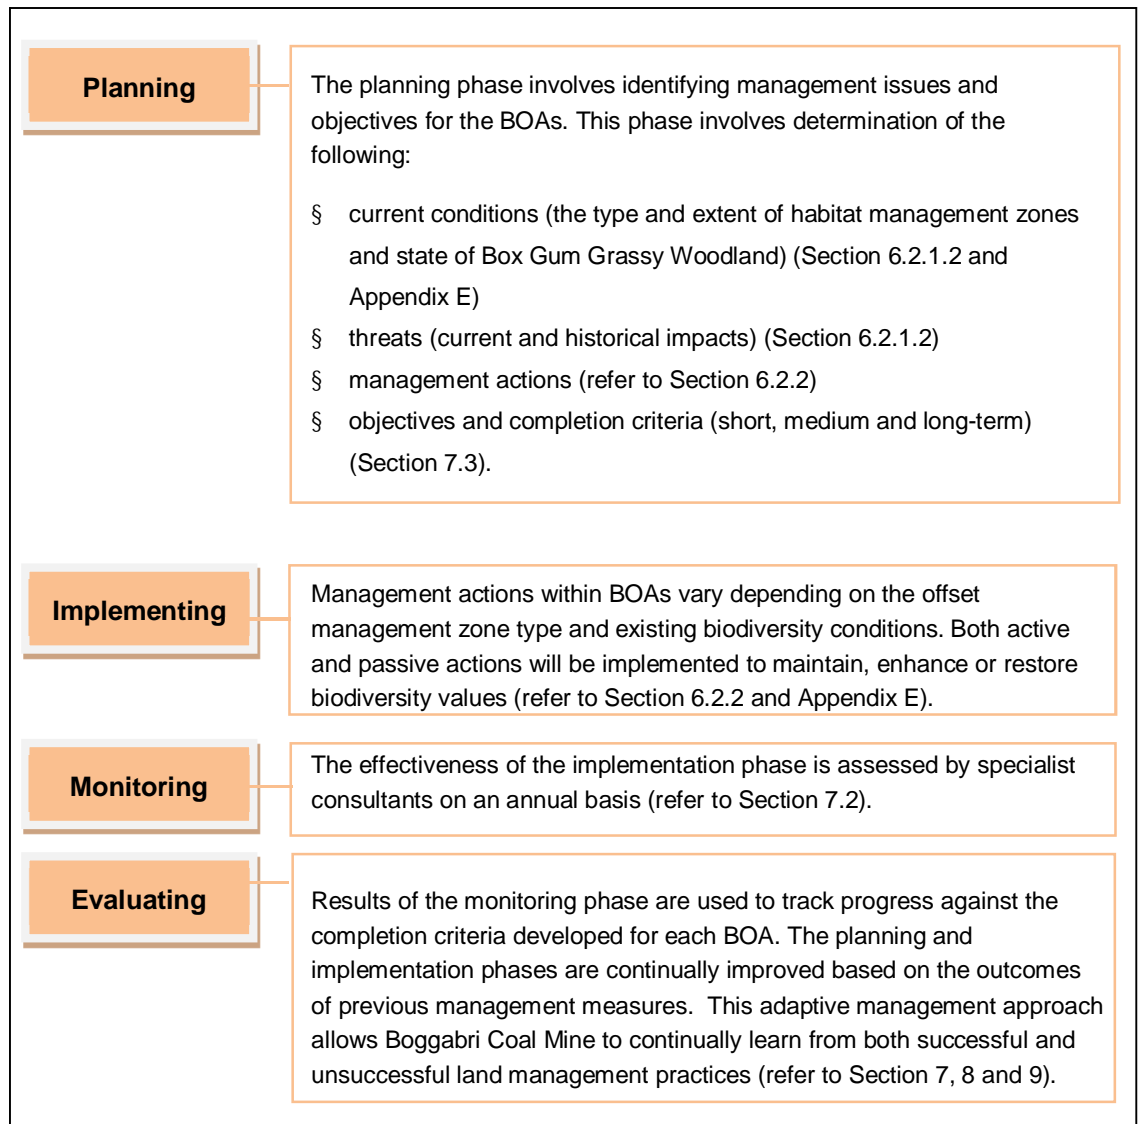 Planning
The planning phase involves identifying management issues and
objectives for the BOAs. This phase involves determination of the
following:
§ current conditions (the type and extent of habitat management zones
and state of Box Gum Grassy Woodland) (Section 6.2.1.2 and
Appendix E)
§ threats (current and historical impacts) (Section 6.2.1.2)
§ management actions (refer to Section 6.2.2)
§ objectives and completion criteria (short, medium and long-term)
(Section 7.3).
Implementing
Management actions within BOAs vary depending on the offset
management zone type and existing biodiversity conditions. Both active
and passive actions will be implemented to maintain, enhance or restore
biodiversity values (refer to Section 6.2.2 and Appendix E).
Monitoring
The effectiveness of the implementation phase is assessed by specialist
consultants on an annual basis (refer to Section 7.2).
Evaluating
Results of the monitoring phase are used to track progress against the
completion criteria developed for each BOA. The planning and
implementation phases are continually improved based on the outcomes
of previous management measures.  This adaptive management approach
allows Boggabri Coal Mine to continually learn from both successful and
unsuccessful land management practices (refer to Section 7, 8 and 9).